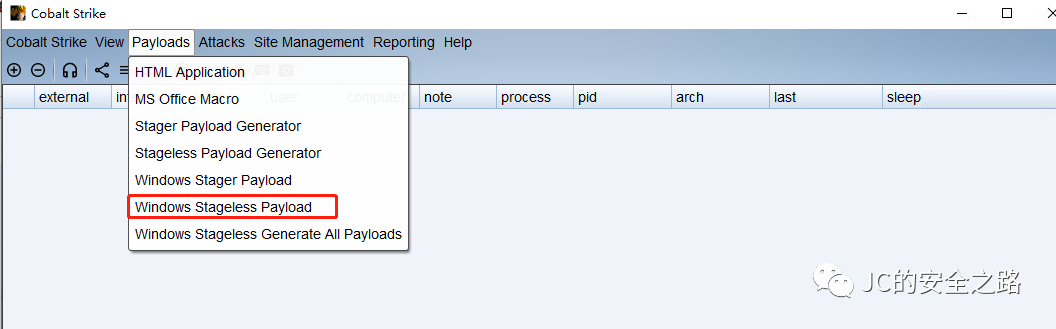 Cobalt Strike
Cobalt Strike View Payloads Attacks Site Management Reporting Help
HTML Application
external int user computer note process pid arch last sleep
MS Office Macro
Stager Payload Generator
Stageless Payload Generator
Windows Stager Payload
Windows Stageless Payload
Windows Stageless Generate All Payloads
JC的安全之路